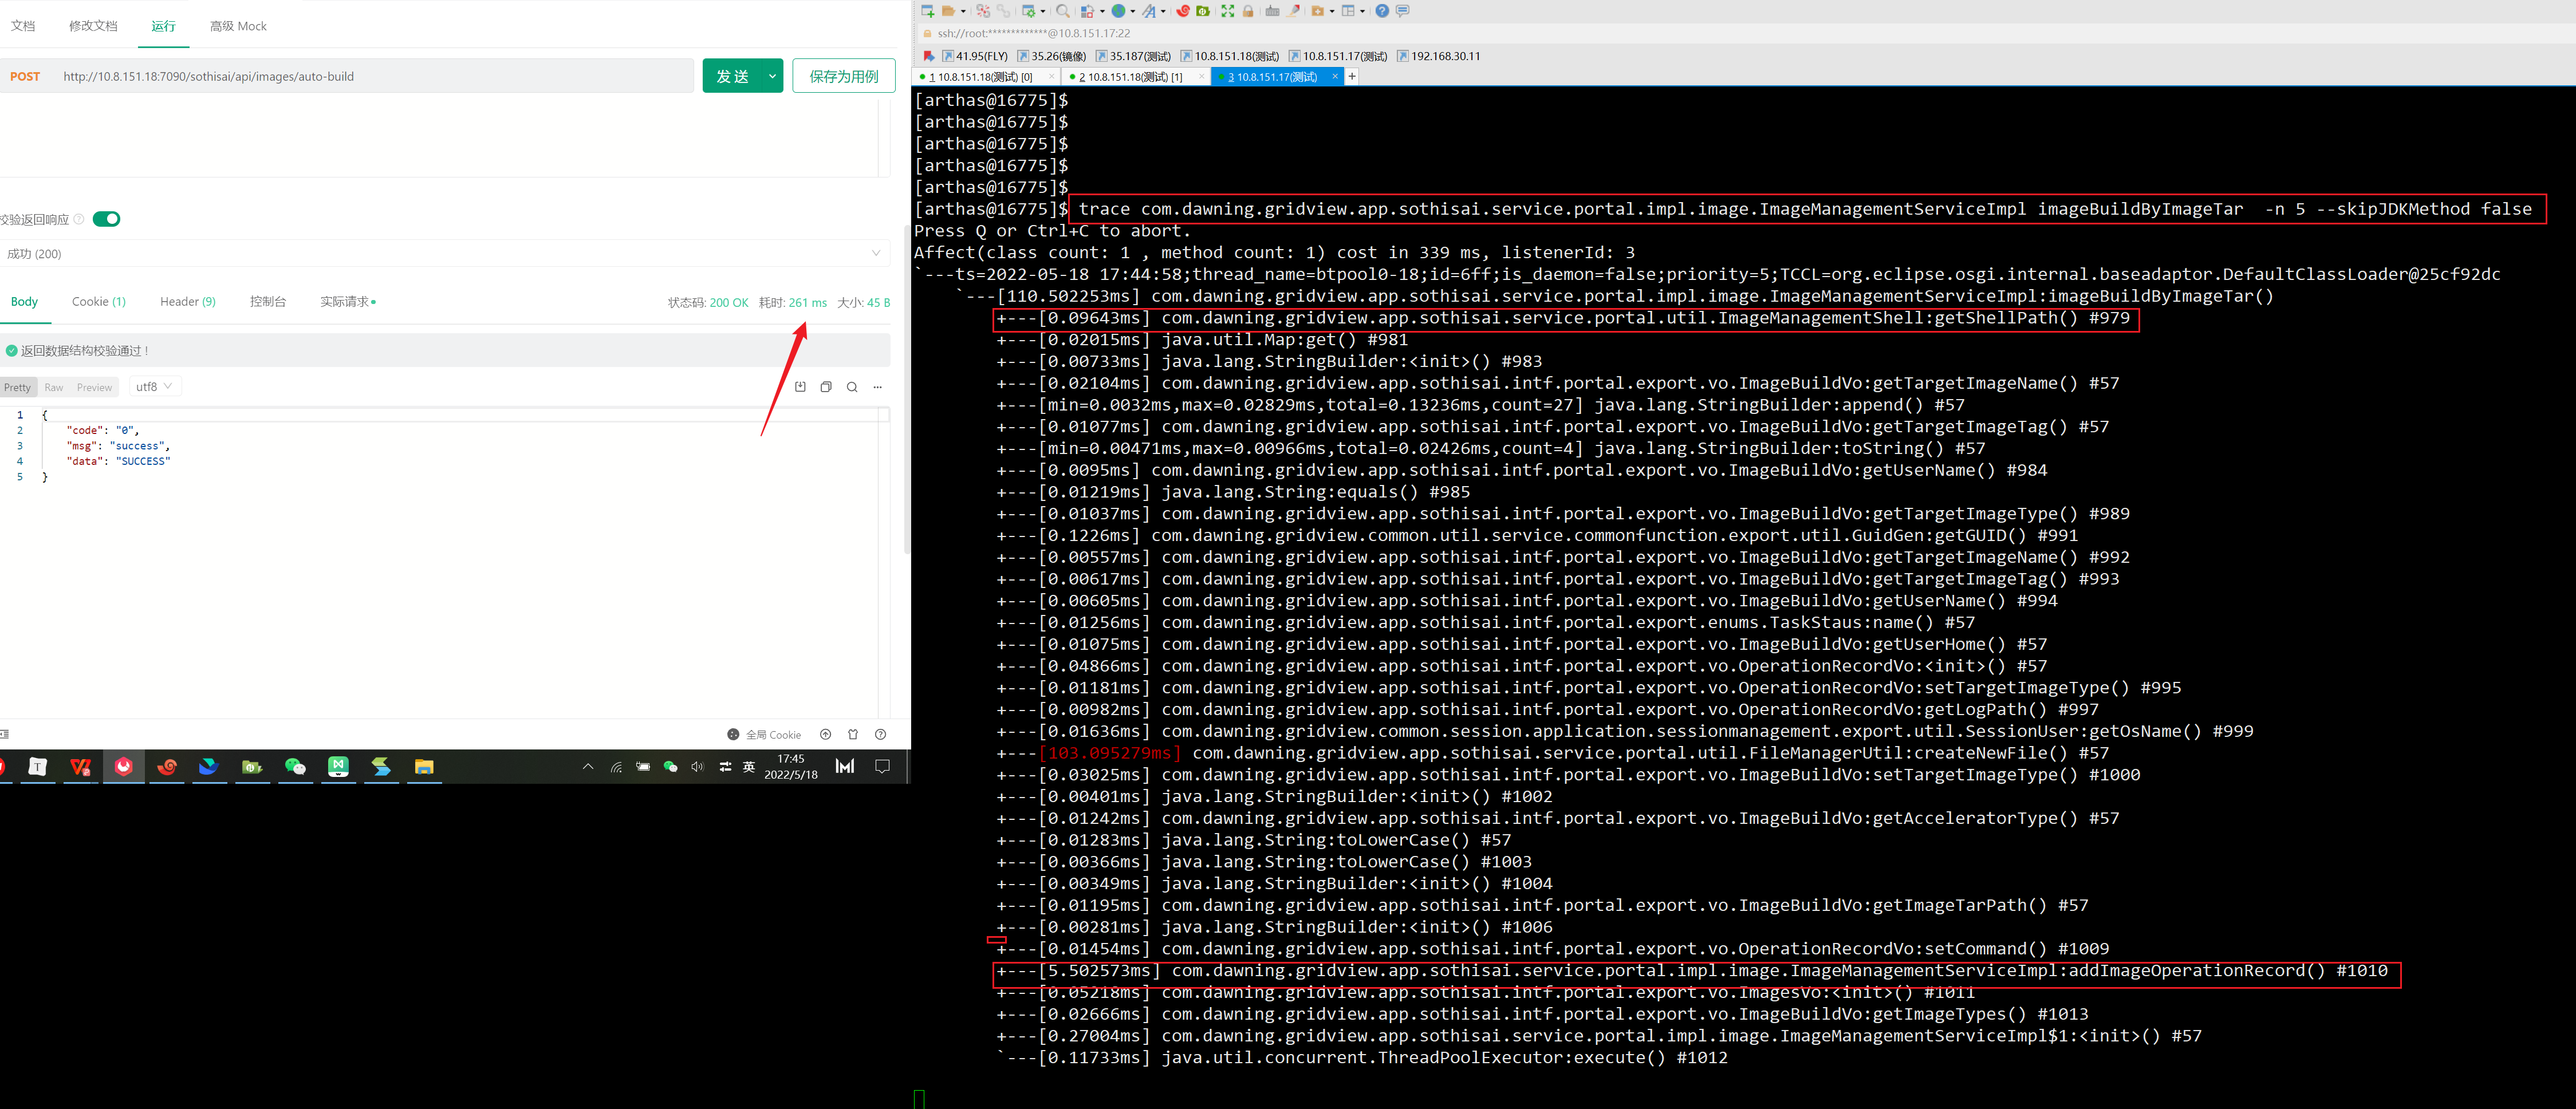 文档 修改文档 运行 高级 Mock
POST http://10.8.151.18:7090/sothisai/api/images/auto-build 发 送 保存为用例
校验返回响应
成功 (200)
Body Cookie (1) Header (9) 控制台 实际请求 状态码: 200 OK 耗时: 261 ms 大小: 45 B
返回数据结构校验通过！
Pretty Raw Preview utf8
1 {
2 "code": "0",
3 "msg": "success",
4 "data": "SUCCESS"
5 }
全局 Cookie
英 17:45
2022/5/18
ssh://root:*************@10.8.151.17:22
41.95(FLY) 35.26(镜像) 35.187(测试) 10.8.151.18(测试) 10.8.151.17(测试) 192.168.30.11
1 10.8.151.18(测试) [0] × 2 10.8.151.18(测试) [1] × 3 10.8.151.17(测试) × +
[arthas@16775]$
[arthas@16775]$
[arthas@16775]$
[arthas@16775]$
[arthas@16775]$
[arthas@16775]$ trace com.dawning.gridview.app.sothisai.service.portal.impl.image.ImageManagementServiceImpl imageBuildByImageTar  -n 5 --skipJDKMethod false
Press Q or Ctrl+C to abort.
Affect(class count: 1 , method count: 1) cost in 339 ms, listenerId: 3
`---ts=2022-05-18 17:44:58;thread_name=btpool0-18;id=6ff;is_daemon=false;priority=5;TCCL=org.eclipse.osgi.internal.baseadaptor.DefaultClassLoader@25cf92dc
`---[110.502253ms] com.dawning.gridview.app.sothisai.service.portal.impl.image.ImageManagementServiceImpl:imageBuildByImageTar()
+---[0.09643ms] com.dawning.gridview.app.sothisai.service.portal.util.ImageManagementShell:getShellPath() #979
+---[0.02015ms] java.util.Map:get() #981
+---[0.00733ms] java.lang.StringBuilder:<init>() #983
+---[0.02104ms] com.dawning.gridview.app.sothisai.intf.portal.export.vo.ImageBuildVo:getTargetImageName() #57
+---[min=0.0032ms,max=0.02829ms,total=0.13236ms,count=27] java.lang.StringBuilder:append() #57
+---[0.01077ms] com.dawning.gridview.app.sothisai.intf.portal.export.vo.ImageBuildVo:getTargetImageTag() #57
+---[min=0.00471ms,max=0.00966ms,total=0.02426ms,count=4] java.lang.StringBuilder:toString() #57
+---[0.0095ms] com.dawning.gridview.app.sothisai.intf.portal.export.vo.ImageBuildVo:getUserName() #984
+---[0.01219ms] java.lang.String:equals() #985
+---[0.01037ms] com.dawning.gridview.app.sothisai.intf.portal.export.vo.ImageBuildVo:getTargetImageType() #989
+---[0.1226ms] com.dawning.gridview.common.util.service.commonfunction.export.util.GuidGen:getGUID() #991
+---[0.00557ms] com.dawning.gridview.app.sothisai.intf.portal.export.vo.ImageBuildVo:getTargetImageName() #992
+---[0.00617ms] com.dawning.gridview.app.sothisai.intf.portal.export.vo.ImageBuildVo:getTargetImageTag() #993
+---[0.00605ms] com.dawning.gridview.app.sothisai.intf.portal.export.vo.ImageBuildVo:getUserName() #994
+---[0.01256ms] com.dawning.gridview.app.sothisai.intf.portal.export.enums.TaskStaus:name() #57
+---[0.01075ms] com.dawning.gridview.app.sothisai.intf.portal.export.vo.ImageBuildVo:getUserHome() #57
+---[0.04866ms] com.dawning.gridview.app.sothisai.intf.portal.export.vo.OperationRecordVo:<init>() #57
+---[0.01181ms] com.dawning.gridview.app.sothisai.intf.portal.export.vo.OperationRecordVo:setTargetImageType() #995
+---[0.00982ms] com.dawning.gridview.app.sothisai.intf.portal.export.vo.OperationRecordVo:getLogPath() #997
+---[0.01636ms] com.dawning.gridview.common.session.application.sessionmanagement.export.util.SessionUser:getOsName() #999
+---[103.095279ms] com.dawning.gridview.app.sothisai.service.portal.util.FileManagerUtil:createNewFile() #57
+---[0.03025ms] com.dawning.gridview.app.sothisai.intf.portal.export.vo.ImageBuildVo:setTargetImageType() #1000
+---[0.00401ms] java.lang.StringBuilder:<init>() #1002
+---[0.01242ms] com.dawning.gridview.app.sothisai.intf.portal.export.vo.ImageBuildVo:getAcceleratorType() #57
+---[0.01283ms] java.lang.String:toLowerCase() #57
+---[0.00366ms] java.lang.String:toLowerCase() #1003
+---[0.00349ms] java.lang.StringBuilder:<init>() #1004
+---[0.01195ms] com.dawning.gridview.app.sothisai.intf.portal.export.vo.ImageBuildVo:getImageTarPath() #57
+---[0.00281ms] java.lang.StringBuilder:<init>() #1006
+---[0.01454ms] com.dawning.gridview.app.sothisai.intf.portal.export.vo.OperationRecordVo:setCommand() #1009
+---[5.502573ms] com.dawning.gridview.app.sothisai.service.portal.impl.image.ImageManagementServiceImpl:addImageOperationRecord() #1010
+---[0.05218ms] com.dawning.gridview.app.sothisai.intf.portal.export.vo.ImagesVo:<init>() #1011
+---[0.02666ms] com.dawning.gridview.app.sothisai.intf.portal.export.vo.ImageBuildVo:getImageTypes() #1013
+---[0.27004ms] com.dawning.gridview.app.sothisai.service.portal.impl.image.ImageManagementServiceImpl$1:<init>() #57
`---[0.11733ms] java.util.concurrent.ThreadPoolExecutor:execute() #1012